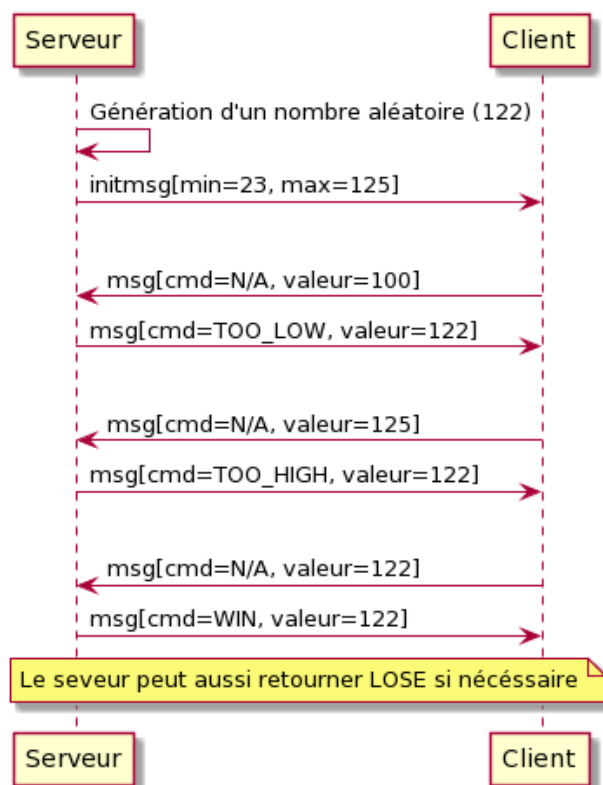 Serveur
Client
Génération d'un nombre aléatoire (122)
initmsg[min=23, max=125]
msg[cmd=N/A, valeur=100]
msg[cmd=TOO_LOW, valeur=122]
msg[cmd=N/A, valeur=125]
msg[cmd=TOO_HIGH, valeur=122]
msg[cmd=N/A, valeur=122]
msg[cmd=WIN, valeur=122]
Le seveur peut aussi retourner LOSE si nécéssaire
Serveur
Client